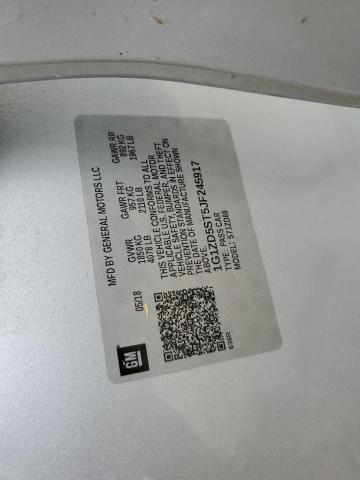 MFD BY GENERAL MOTORS LLC
05/18
GVWR
1850 KG
4078 LB
GAWR FRT
957 KG
2110 LB
GAWR RR
892 KG
1967 LB
THIS VEHICLE CONFORMS TO ALL
APPLICABLE U.S. FEDERAL MOTOR
VEHICLE SAFETY, BUMPER, AND THEFT
PREVENTION STANDARDS IN EFFECT ON
THE DATE OF MANUFACTURE SHOWN
ABOVE.
1G1ZD5ST5JF245917
TYPE: PASS CAR
MODEL: 571ZD69
GM